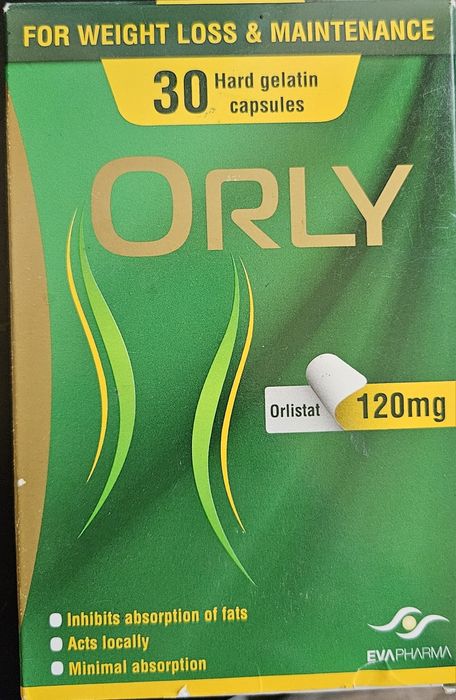 FOR WEIGHT LOSS & MAINTENANCE
30 Hard gelatin
capsules
ORLY
Orlistat 120mg
Inhibits absorption of fats
Acts locally
Minimal absorption
EVAPHARMA